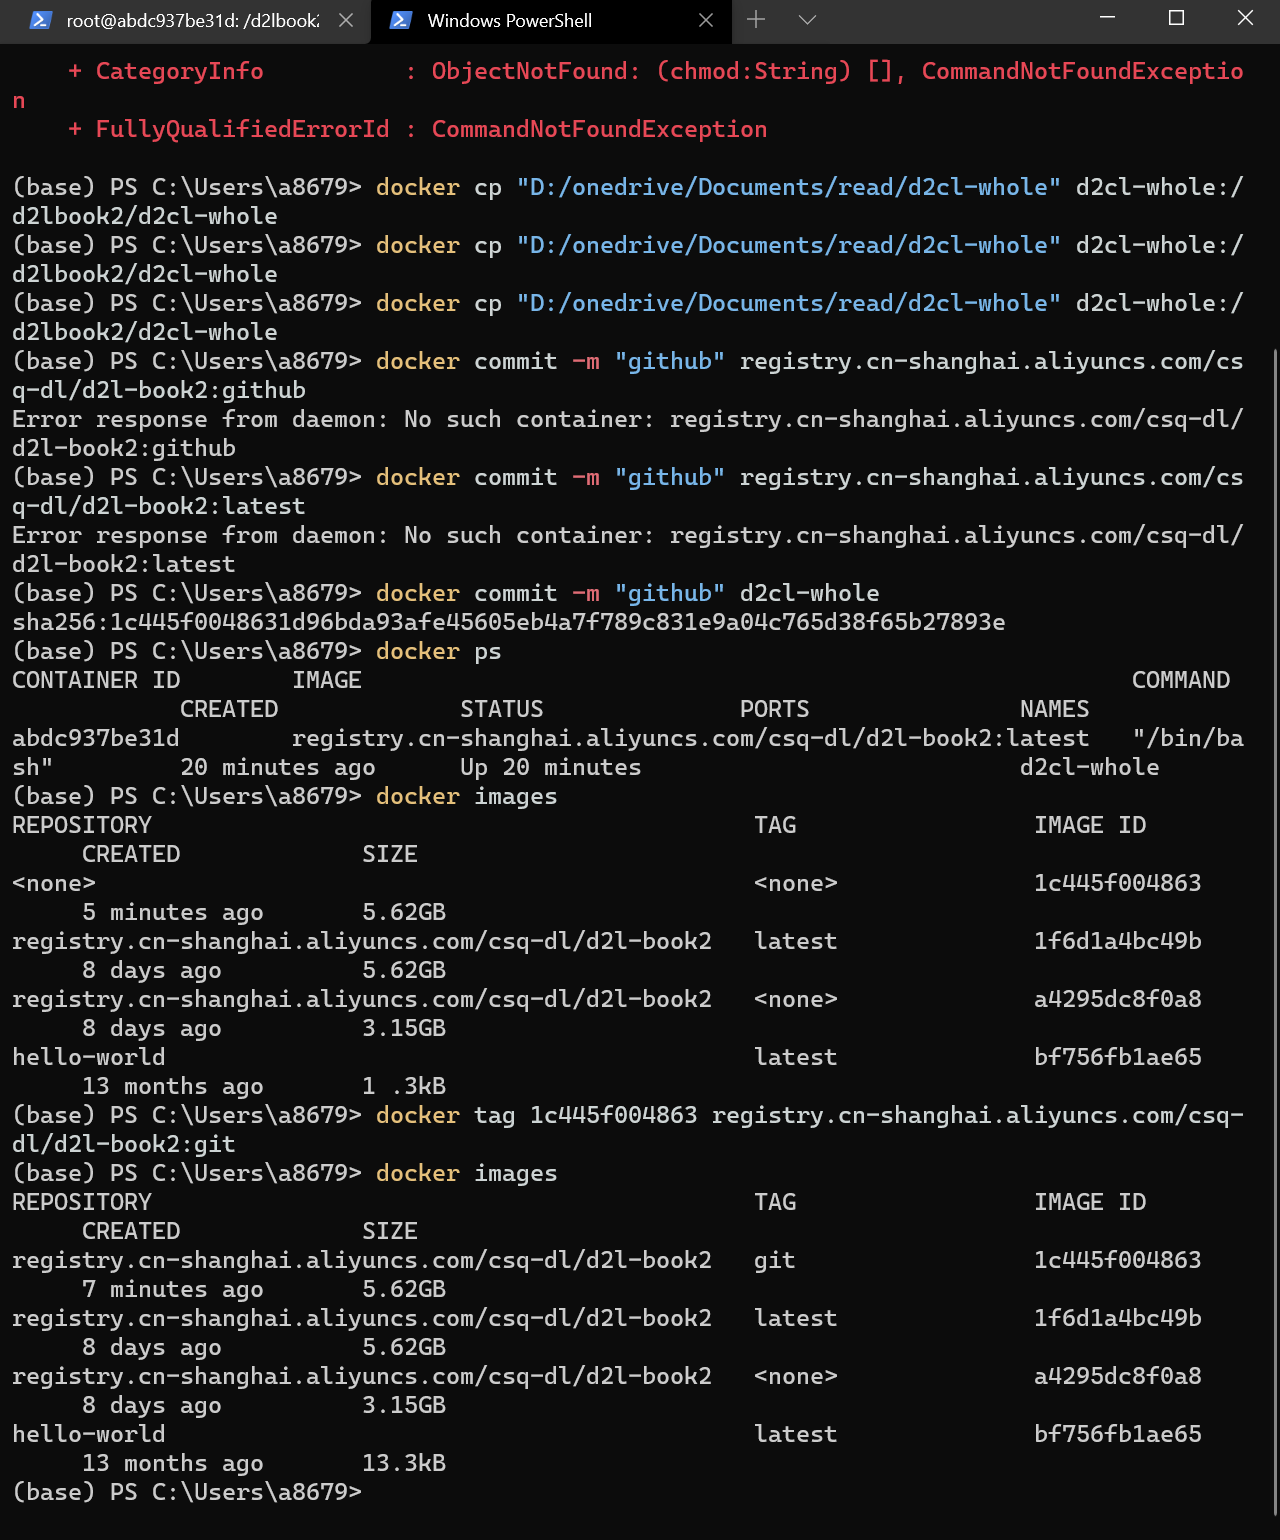 root@abdc937be31d: /d2lbook2
Windows PowerShell
+ CategoryInfo          : ObjectNotFound: (chmod:String) [], CommandNotFoundExceptio
n
+ FullyQualifiedErrorId : CommandNotFoundException
(base) PS C:\Users\a8679> docker cp "D:/onedrive/Documents/read/d2cl-whole" d2cl-whole:/
d2lbook2/d2cl-whole
(base) PS C:\Users\a8679> docker cp "D:/onedrive/Documents/read/d2cl-whole" d2cl-whole:/
d2lbook2/d2cl-whole
(base) PS C:\Users\a8679> docker cp "D:/onedrive/Documents/read/d2cl-whole" d2cl-whole:/
d2lbook2/d2cl-whole
(base) PS C:\Users\a8679> docker commit -m "github" registry.cn-shanghai.aliyuncs.com/cs
q-dl/d2l-book2:github
Error response from daemon: No such container: registry.cn-shanghai.aliyuncs.com/csq-dl/
d2l-book2:github
(base) PS C:\Users\a8679> docker commit -m "github" registry.cn-shanghai.aliyuncs.com/cs
q-dl/d2l-book2:latest
Error response from daemon: No such container: registry.cn-shanghai.aliyuncs.com/csq-dl/
d2l-book2:latest
(base) PS C:\Users\a8679> docker commit -m "github" d2cl-whole
sha256:1c445f0048631d96bda93afe45605eb4a7f789c831e9a04c765d38f65b27893e
(base) PS C:\Users\a8679> docker ps
CONTAINER ID        IMAGE                                                       COMMAND
CREATED             STATUS              PORTS               NAMES
abdc937be31d        registry.cn-shanghai.aliyuncs.com/csq-dl/d2l-book2:latest   "/bin/ba
sh"         20 minutes ago      Up 20 minutes                           d2cl-whole
(base) PS C:\Users\a8679> docker images
REPOSITORY                                           TAG                 IMAGE ID
CREATED             SIZE
<none>                                               <none>              1c445f004863
5 minutes ago       5.62GB
registry.cn-shanghai.aliyuncs.com/csq-dl/d2l-book2   latest              1f6d1a4bc49b
8 days ago          5.62GB
registry.cn-shanghai.aliyuncs.com/csq-dl/d2l-book2   <none>              a4295dc8f0a8
8 days ago          3.15GB
hello-world                                          latest              bf756fb1ae65
13 months ago       1 .3kB
(base) PS C:\Users\a8679> docker tag 1c445f004863 registry.cn-shanghai.aliyuncs.com/csq-
dl/d2l-book2:git
(base) PS C:\Users\a8679> docker images
REPOSITORY                                           TAG                 IMAGE ID
CREATED             SIZE
registry.cn-shanghai.aliyuncs.com/csq-dl/d2l-book2   git                 1c445f004863
7 minutes ago       5.62GB
registry.cn-shanghai.aliyuncs.com/csq-dl/d2l-book2   latest              1f6d1a4bc49b
8 days ago          5.62GB
registry.cn-shanghai.aliyuncs.com/csq-dl/d2l-book2   <none>              a4295dc8f0a8
8 days ago          3.15GB
hello-world                                          latest              bf756fb1ae65
13 months ago       13.3kB
(base) PS C:\Users\a8679>